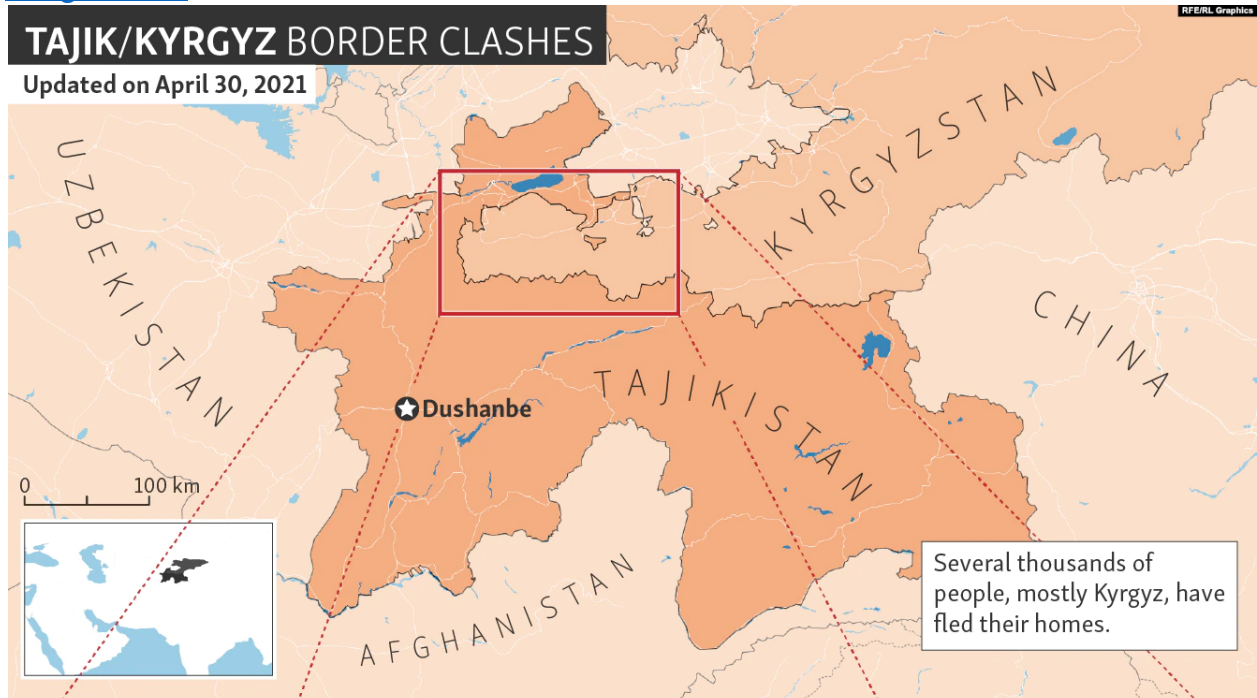 RFE/RL Graphics
TAJIK/KYRGYZ BORDER CLASHES
Updated on April 30, 2021
UZBEKISTAN
KYRGYZSTAN
CHINA
TAJIKISTAN
Dushanbe
0 100 km
AFGHANISTAN
Several thousands of
people, mostly Kyrgyz, have
fled their homes.